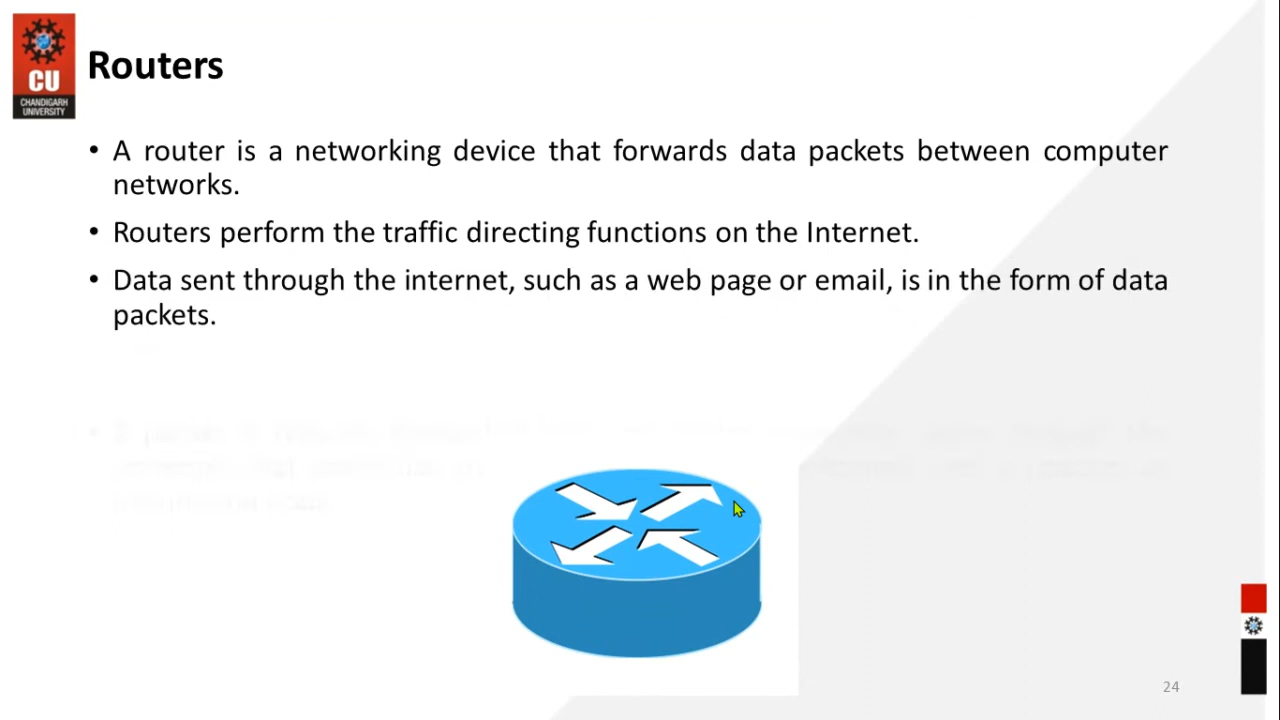 CU
CHANDIGARH
UNIVERSITY
Routers
• A router is a networking device that forwards data packets between computer
networks.
• Routers perform the traffic directing functions on the Internet.
• Data sent through the internet, such as a web page or email, is in the form of data
packets.
24